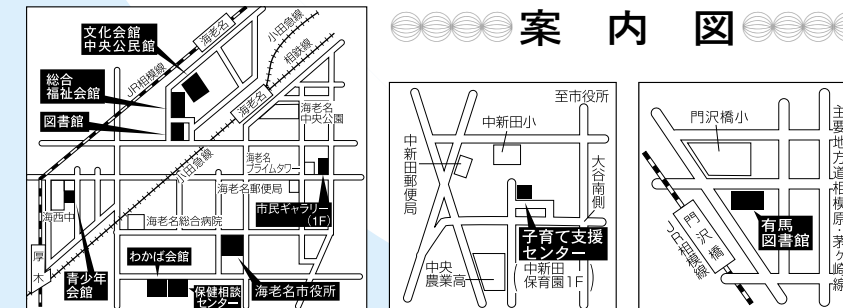 案内図
文化会館
中央公民館
海老名
小田急線
相鉄線
JR相模線
総合
福祉会館
図書館
海老名
海老名
中央公園
小田急線
海老名
プライムタワー
海老名郵便局
市民ギャラリー
(1F)
海西中
海老名総合病院
厚木
青少年
会館
わかば会館
保健相談
センター
海老名市役所
至市役所
中新田小
中新田郵便局
大谷南側
子育て支援
センター
(中新田
保育園1F)
中央
農業高
門沢橋小
主要地方道相模原・茅ヶ崎線
有馬
図書館
門沢橋
JR相模線